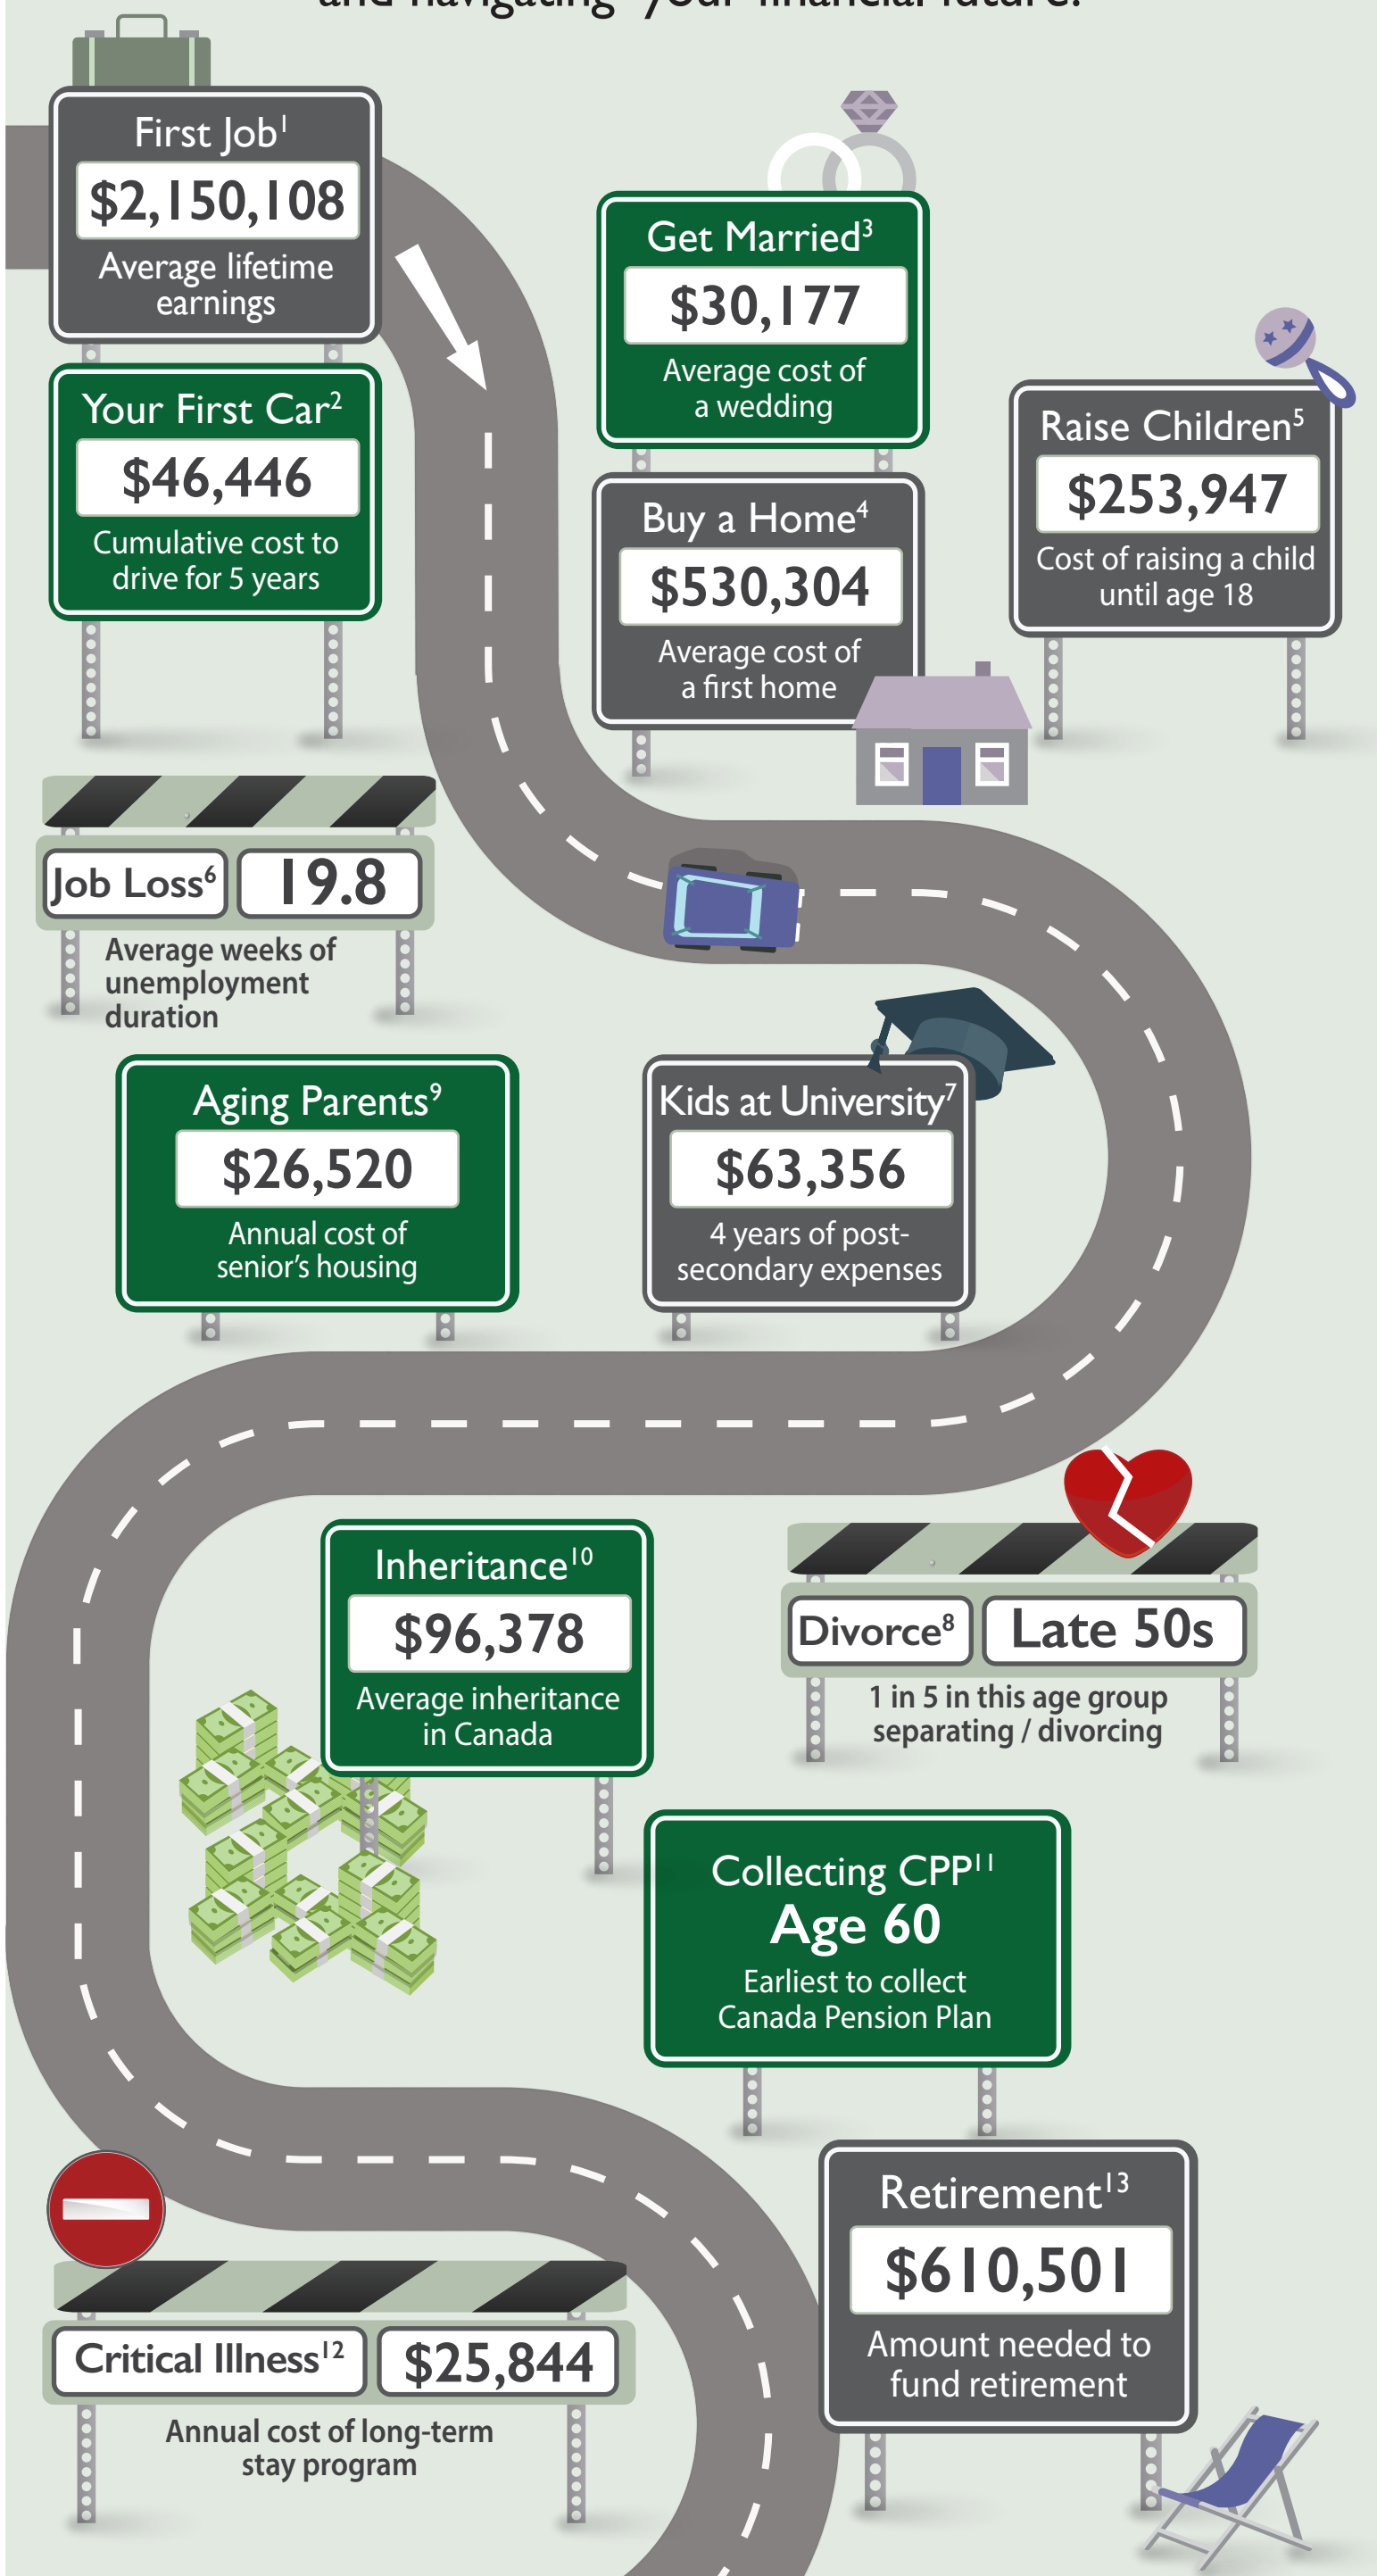 and navigating your financial future.
First Job1
$2,150,108
Average lifetime
earnings
Your First Car2
$46,446
Cumulative cost to
drive for 5 years
Get Married3
$30,177
Average cost of
a wedding
Buy a Home4
$530,304
Average cost of
a first home
Raise Children5
$253,947
Cost of raising a child
until age 18
Job Loss6
19.8
Average weeks of
unemployment
duration
Aging Parents9
$26,520
Annual cost of
senior’s housing
Kids at University7
$63,356
4 years of post-
secondary expenses
Inheritance10
$96,378
Average inheritance
in Canada
Divorce8
Late 50s
1 in 5 in this age group
separating / divorcing
Collecting CPP11
Age 60
Earliest to collect
Canada Pension Plan
Critical Illness12
$25,844
Annual cost of long-term
stay program
Retirement13
$610,501
Amount needed to
fund retirement